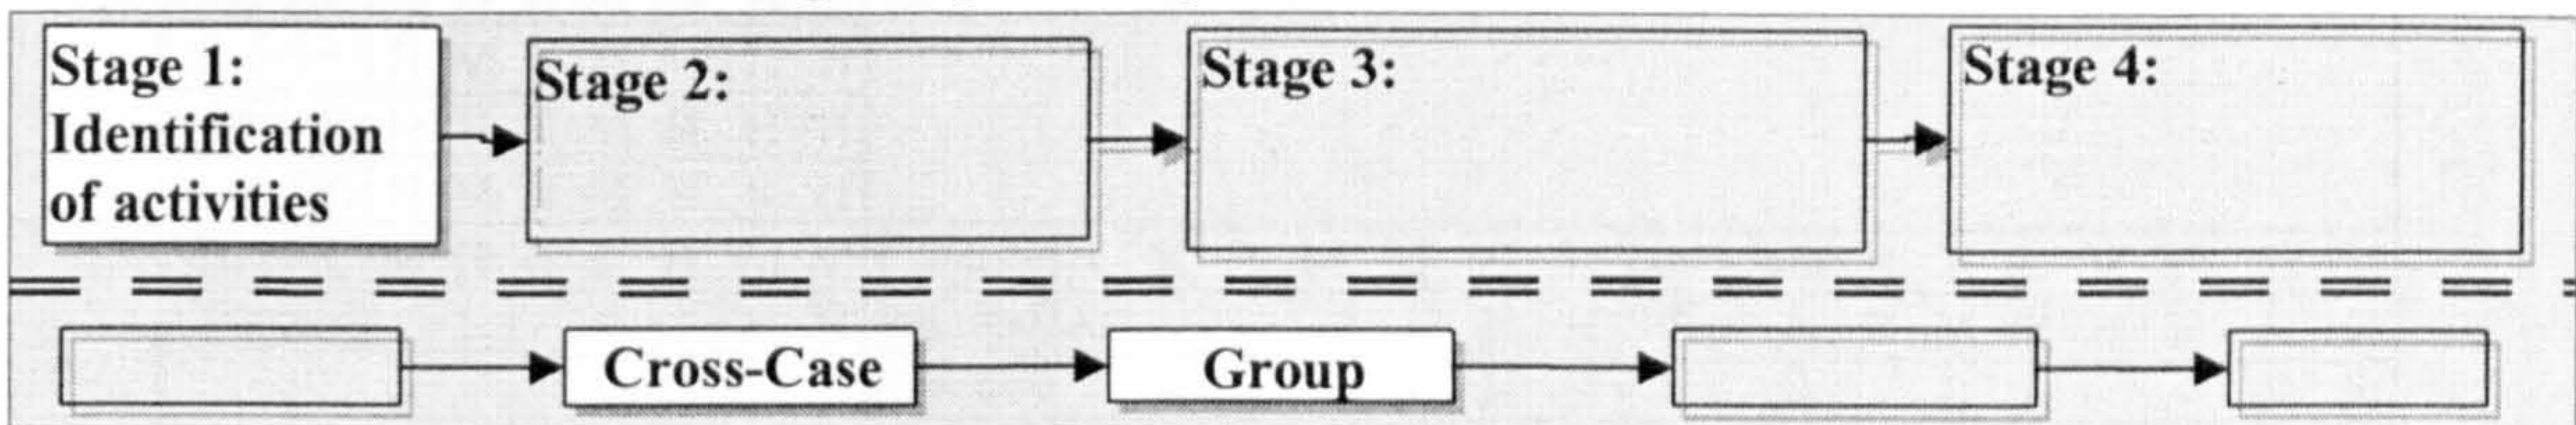 Stage 1:
Identification
of activities
Stage 2:
Stage 3:
Stage 4:
Cross-Case
Group